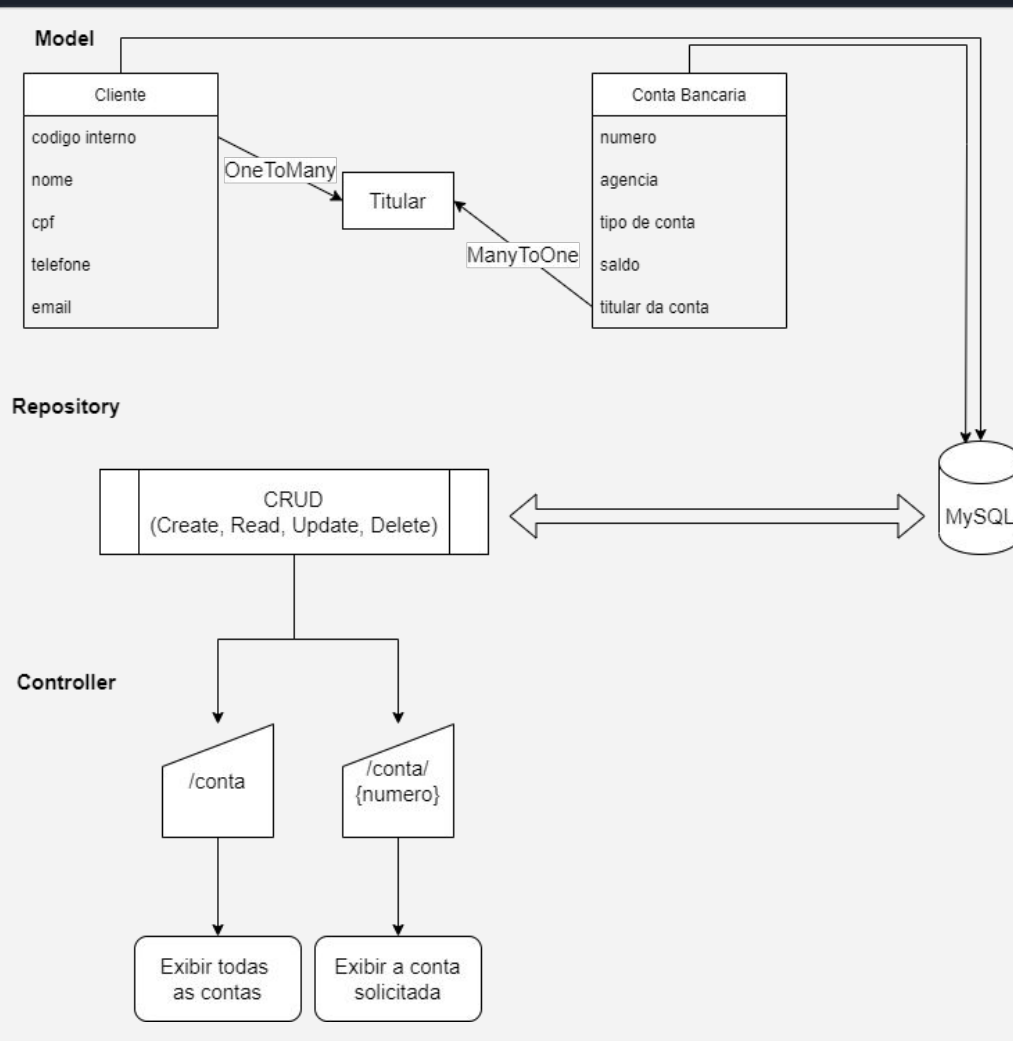 Model
Cliente
codigo interno
nome
cpf
telefone
email
OneToMany
Titular
ManyToOne
Conta Bancaria
numero
agencia
tipo de conta
saldo
titular da conta
Repository
CRUD
(Create, Read, Update, Delete)
MySQL
Controller
/conta
/conta/
{numero}
Exibir todas
as contas
Exibir a conta
solicitada